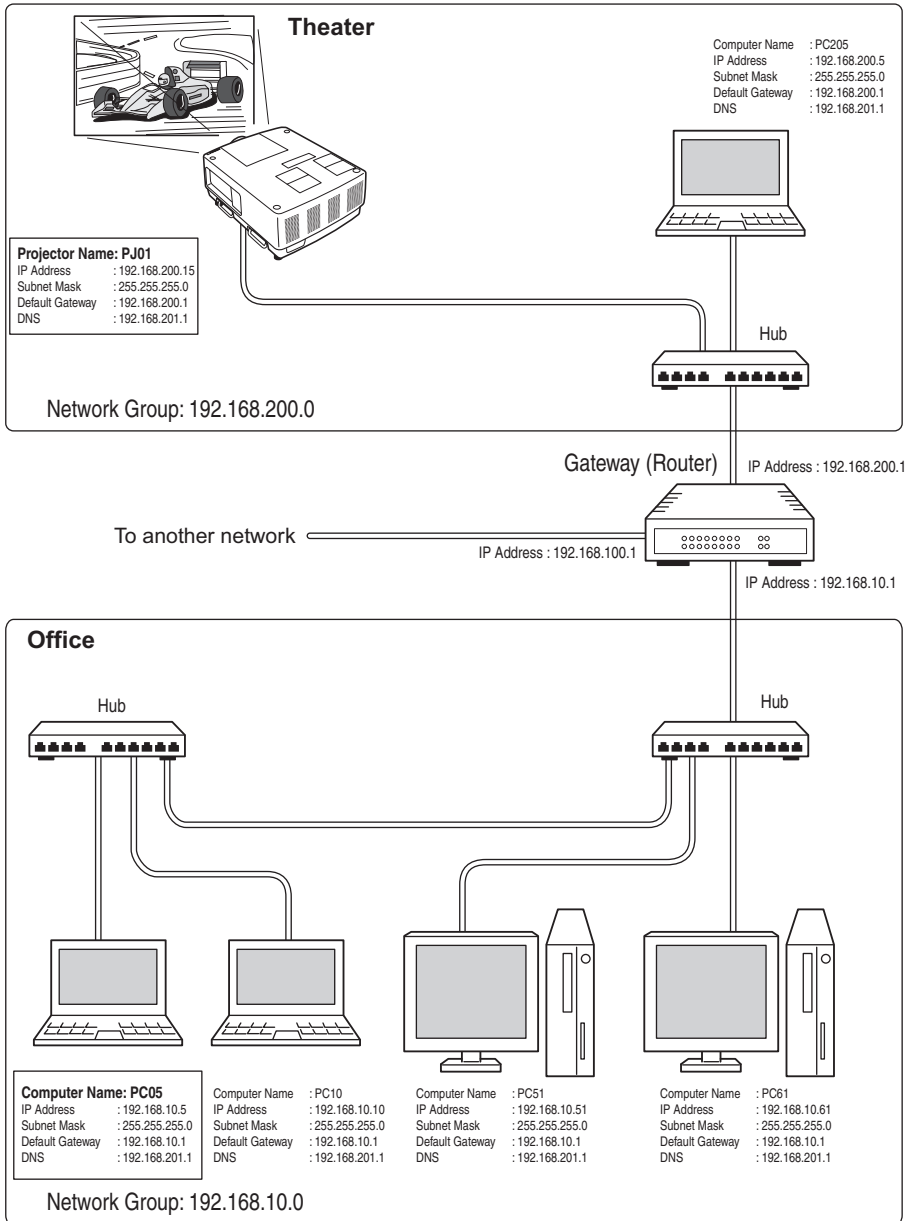 Theater
Computer Name : PC205
IP Address : 192.168.200.5
Subnet Mask : 255.255.255.0
Default Gateway : 192.168.200.1
DNS : 192.168.201.1
Projector Name: PJ01
IP Address : 192.168.200.15
Subnet Mask : 255.255.255.0
Default Gateway : 192.168.200.1
DNS : 192.168.201.1
Hub
Network Group: 192.168.200.0
Gateway (Router)
IP Address : 192.168.200.1
To another network
IP Address : 192.168.100.1
IP Address : 192.168.10.1
Office
Hub
Hub
Computer Name: PC05
IP Address : 192.168.10.5
Subnet Mask : 255.255.255.0
Default Gateway : 192.168.10.1
DNS : 192.168.201.1
Computer Name : PC10
IP Address : 192.168.10.10
Subnet Mask : 255.255.255.0
Default Gateway : 192.168.10.1
DNS : 192.168.201.1
Computer Name : PC51
IP Address : 192.168.10.51
Subnet Mask : 255.255.255.0
Default Gateway : 192.168.10.1
DNS : 192.168.201.1
Computer Name : PC61
IP Address : 192.168.10.61
Subnet Mask : 255.255.255.0
Default Gateway : 192.168.10.1
DNS : 192.168.201.1
Network Group: 192.168.10.0